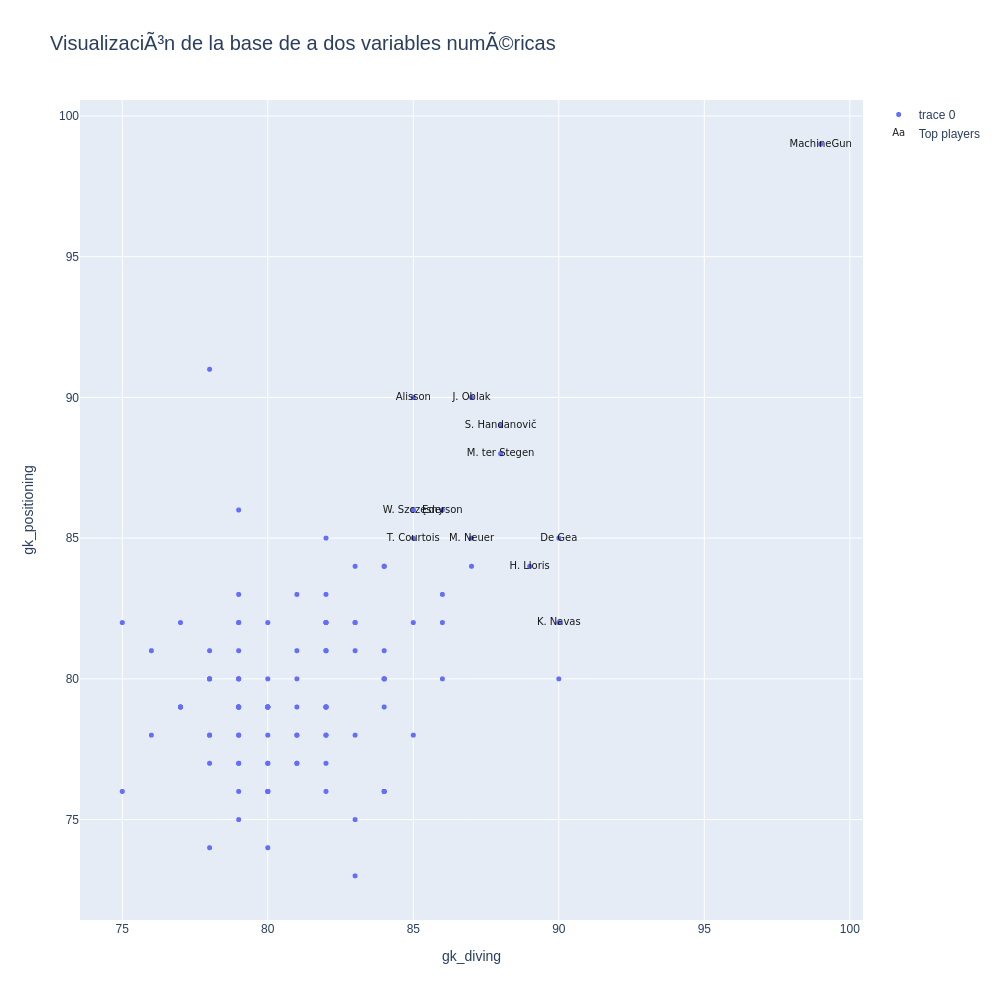 VisualizaciÃ³n de la base de a dos variables numÃ©ricas
trace 0
Aa Top players
MachineGun
Alisson J. Oblak
S. Handanovič
M. ter Stegen
W. Szczesny Ederson
T. Courtois M. Neuer De Gea
H. Lloris
K. Navas
100
95
90
85
80
75
gk_positioning
75 80 85 90 95 100
gk_diving